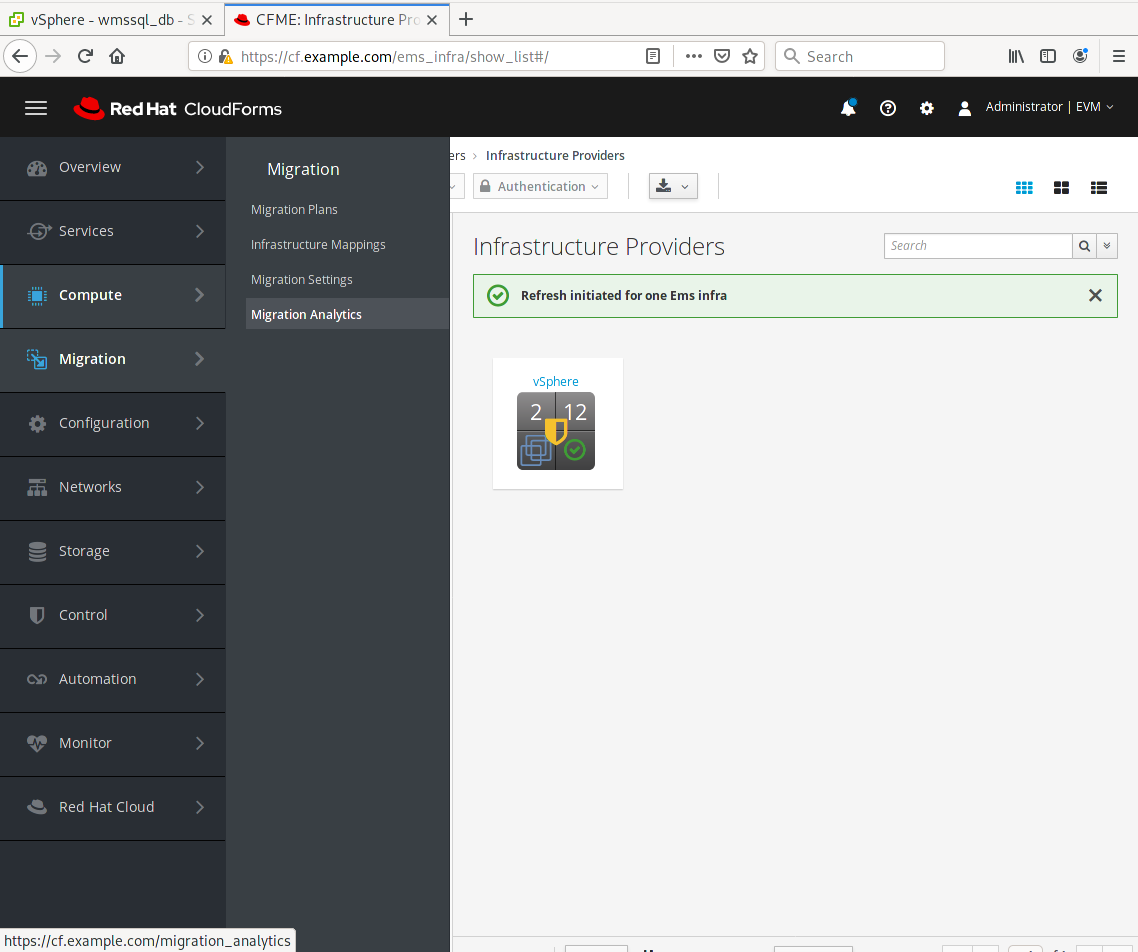 vSphere - wmssql_db - S
CFME: Infrastructure Pro
https://cf.example.com/ems_infra/show_list#/
Search
Red Hat CloudForms
Administrator | EVM
Overview
Services
Compute
Migration
Configuration
Networks
Storage
Control
Automation
Monitor
Red Hat Cloud
Migration
Migration Plans
Infrastructure Mappings
Migration Settings
Migration Analytics
ers > Infrastructure Providers
Authentication
Infrastructure Providers
Search
Refresh initiated for one Ems infra
vSphere
2 12
https://cf.example.com/migration_analytics